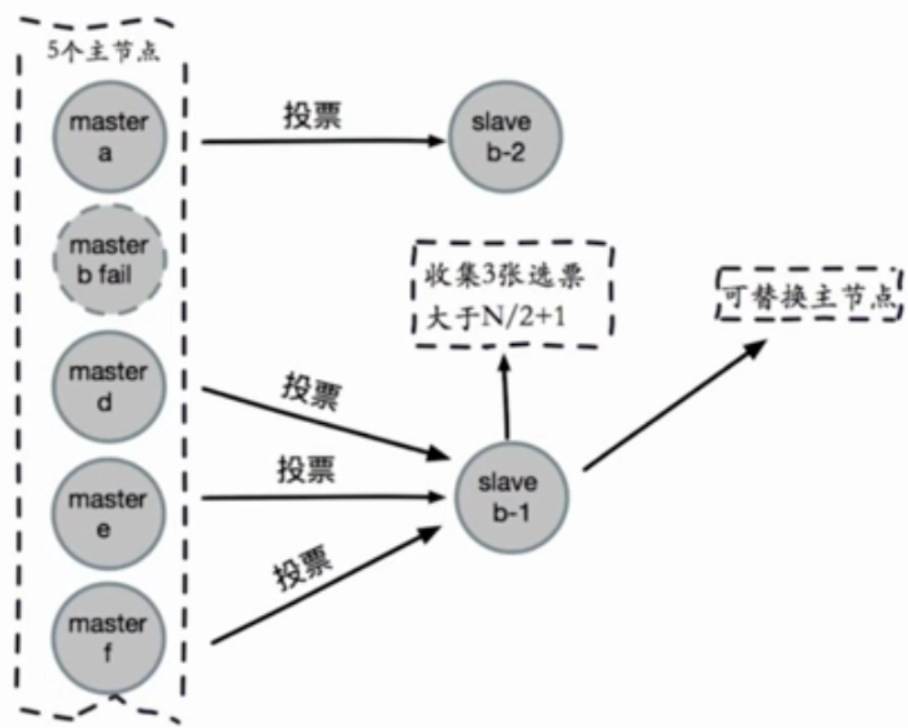 5个主节点
master
a
投票
slave
b-2
master
b fail
收集3张选票
大于N/2+1
可替换主节点
master
d
投票
master
e
投票
slave
b-1
master
f
投票